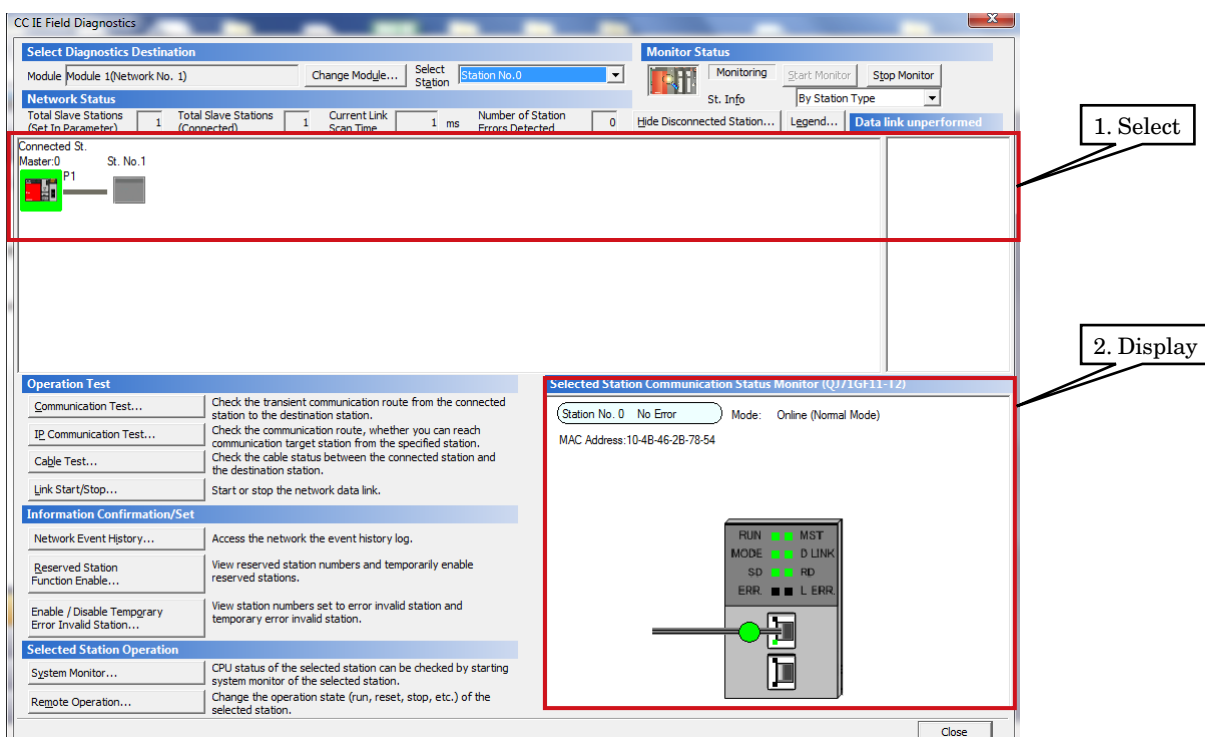 CC IE Field Diagnostics
Select Diagnostics Destination
Monitor Status
Module Module 1(Network No. 1)
Change Module...
Select
Station
Station No.0
Monitoring
Start Monitor
Stop Monitor
St. Info
By Station Type
Network Status
Total Slave Stations
(Set In Parameter)
1
Total Slave Stations
(Connected)
1
Current Link
Scan Time
1 ms
Number of Station
Errors Detected
0
Hide Disconnected Station...
Legend...
Data link unperformed
1. Select
Connected St.
Master:0 St. No.1
P1
2. Display
Operation Test
Communication Test...
Check the transient communication route from the connected
station to the destination station.
IP Communication Test...
Check the communication route, whether you can reach
communication target station from the specified station.
Cable Test...
Check the cable status between the connected station and
the destination station.
Link Start/Stop...
Start or stop the network data link.
Information Confirmation/Set
Network Event History...
Access the network the event history log.
Reserved Station
Function Enable...
View reserved station numbers and temporarily enable
reserved stations.
Enable / Disable Temporary
Error Invalid Station...
View station numbers set to error invalid station and
temporary error invalid station.
Selected Station Operation
System Monitor...
CPU status of the selected station can be checked by starting
system monitor of the selected station.
Remote Operation...
Change the operation state (run, reset, stop, etc.) of the
selected station.
Selected Station Communication Status Monitor (QJ71GF11-T2)
Station No. 0 No Error
Mode: Online (Normal Mode)
MAC Address:10-4B-46-2B-78-54
RUN MST
MODE D LINK
SD RD
ERR. L ERR.
Close